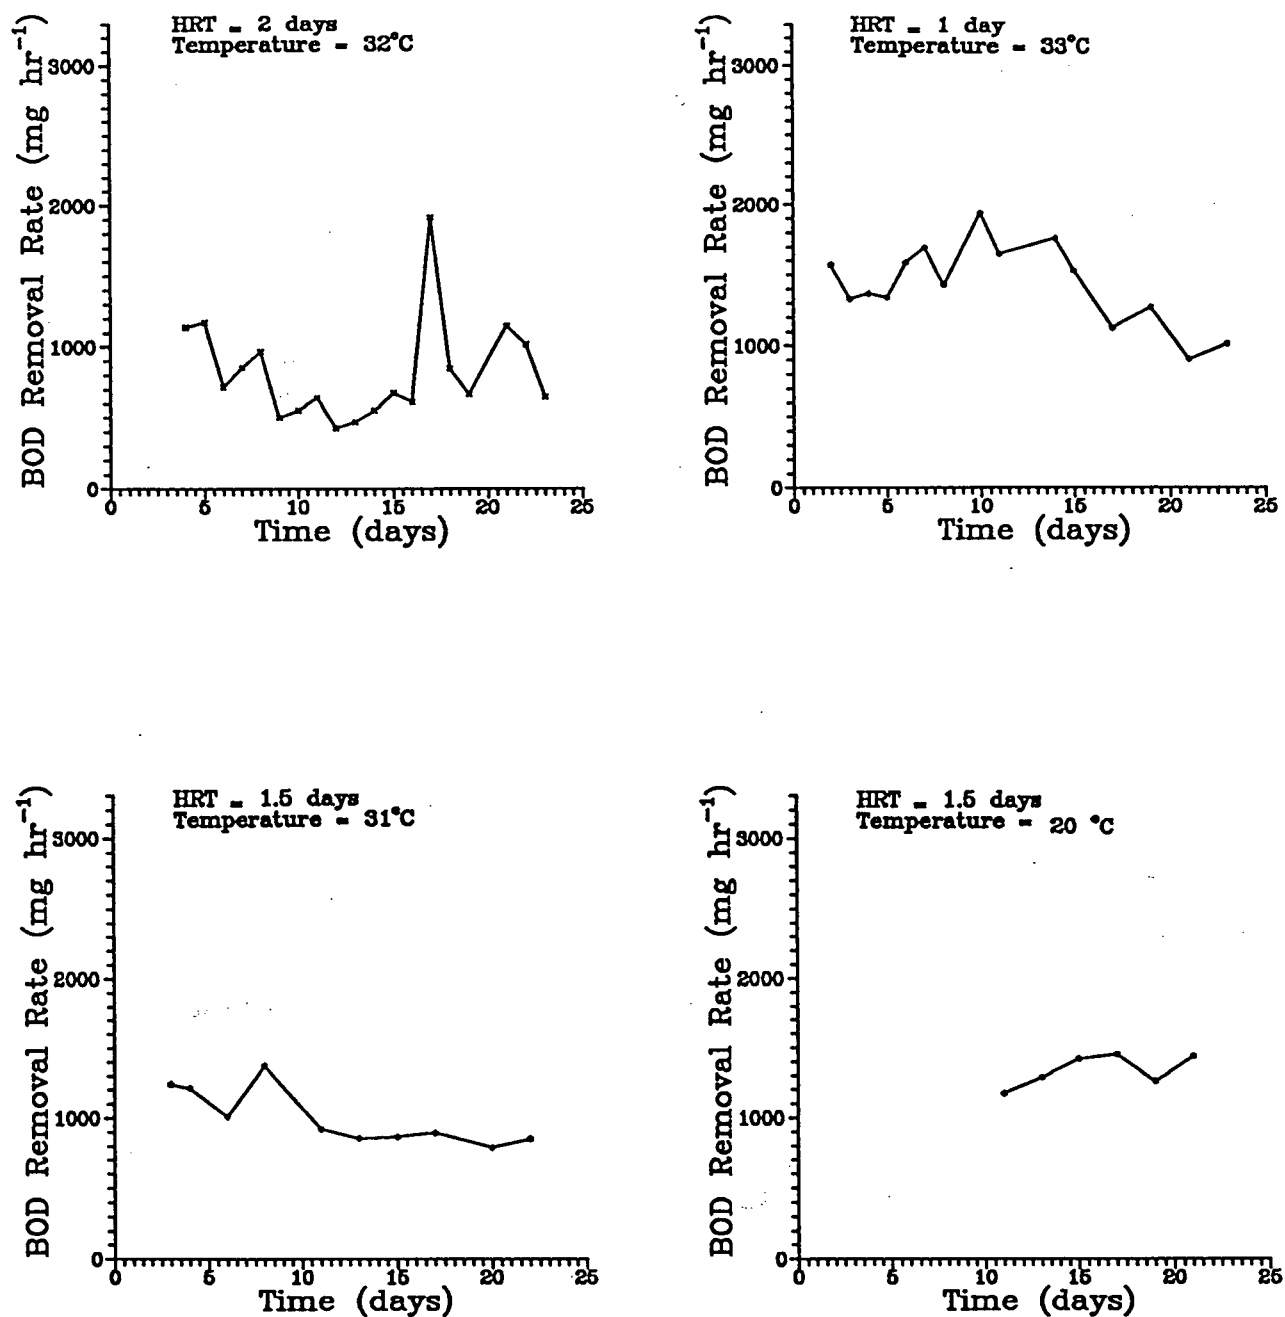 HRT = 2 days
Temperature = 32°C
BOD Removal Rate (mg hr⁻¹)
3000
2000
1000
0
0 5 10 15 20 25
Time (days)
HRT = 1 day
Temperature = 33°C
BOD Removal Rate (mg hr⁻¹)
3000
2000
1000
0
0 5 10 15 20 25
Time (days)
HRT = 1.5 days
Temperature = 31°C
BOD Removal Rate (mg hr⁻¹)
3000
2000
1000
0
0 5 10 15 20 25
Time (days)
HRT = 1.5 days
Temperature = 20 °C
BOD Removal Rate (mg hr⁻¹)
3000
2000
1000
0
0 5 10 15 20 25
Time (days)